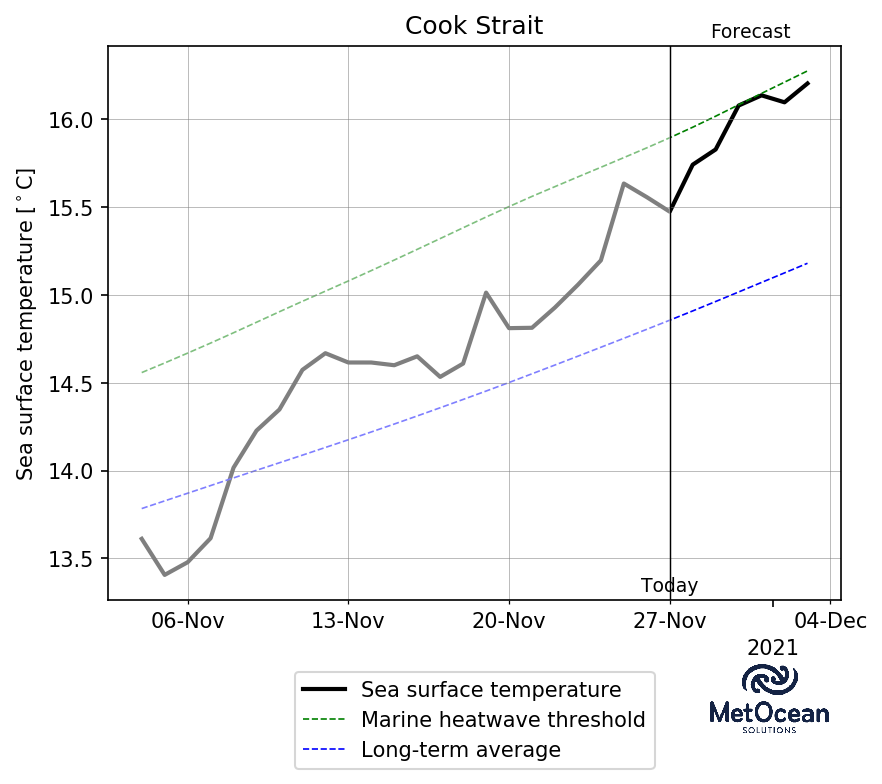 Cook Strait
Forecast
Sea surface temperature [°C]
16.0
15.5
15.0
14.5
14.0
13.5
Today
06-Nov 13-Nov 20-Nov 27-Nov 04-Dec
2021
Sea surface temperature
Marine heatwave threshold
Long-term average
MetOcean
SOLUTIONS